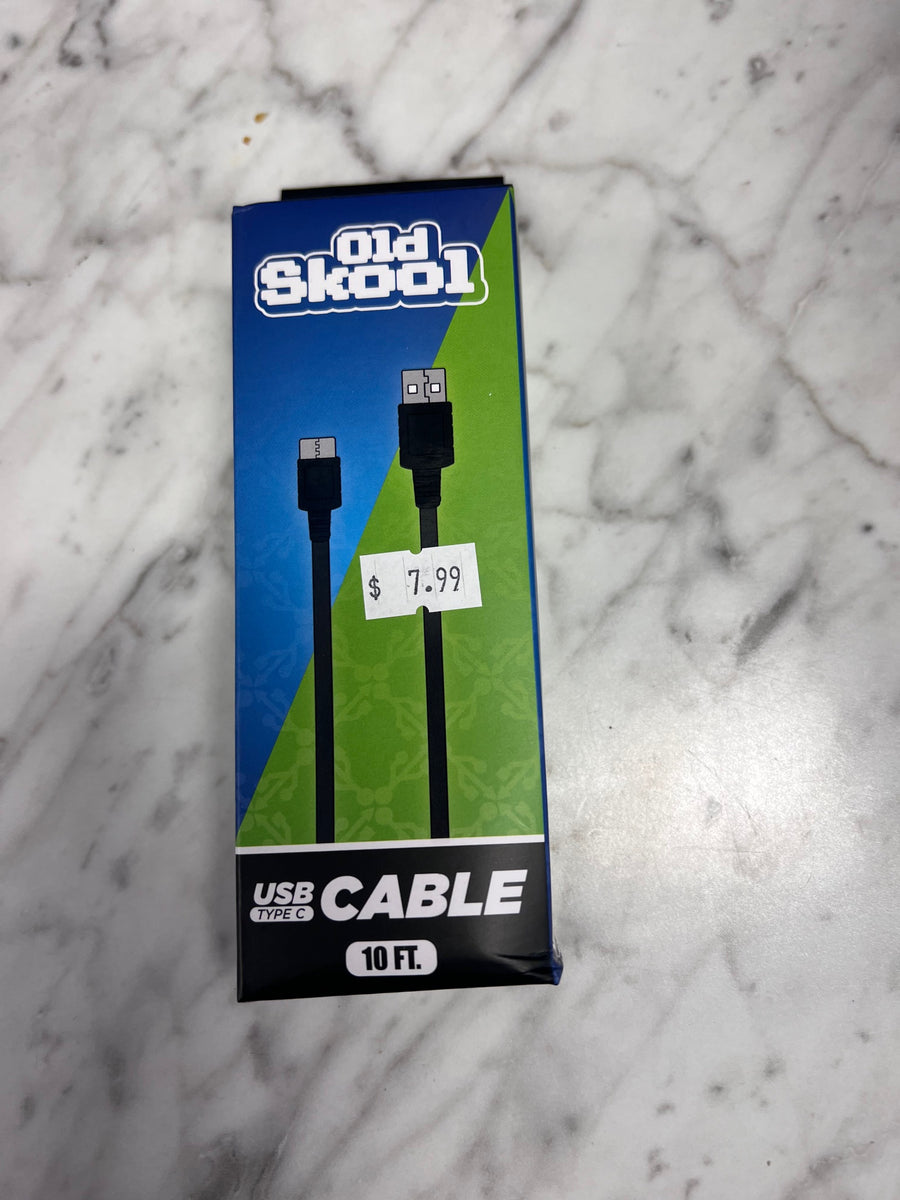 Old
Skool
$ 7.99
USB
TYPE C
CABLE
10 FT.